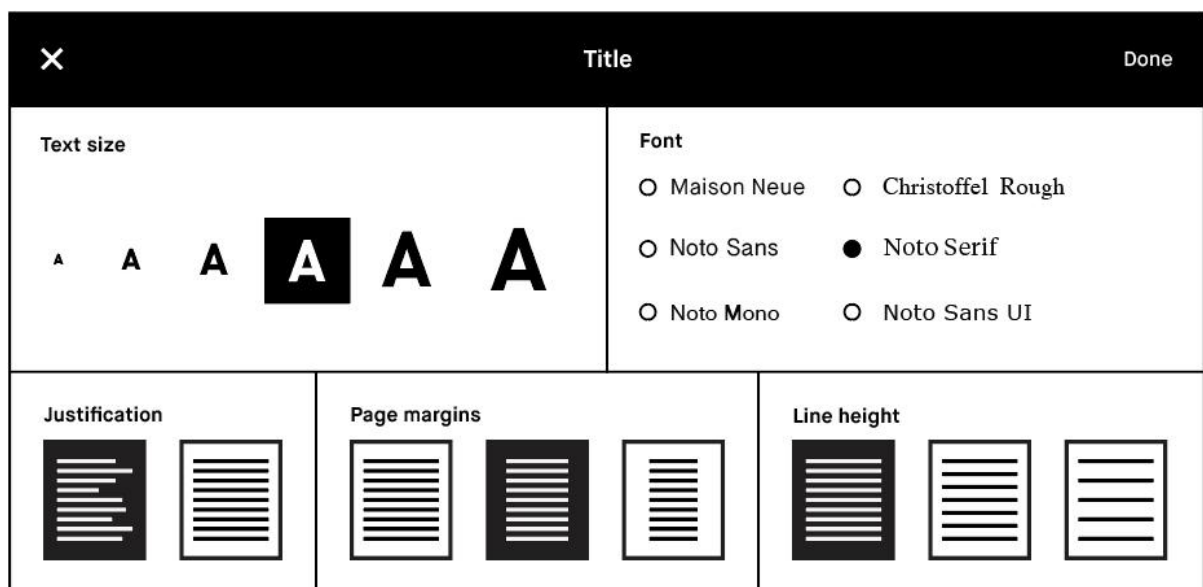 Title
Done
Text size
A A A A A A
Font
Maison Neue
Christoffel Rough
Noto Sans
Noto Serif
Noto Mono
Noto Sans UI
Justification
Page margins
Line height